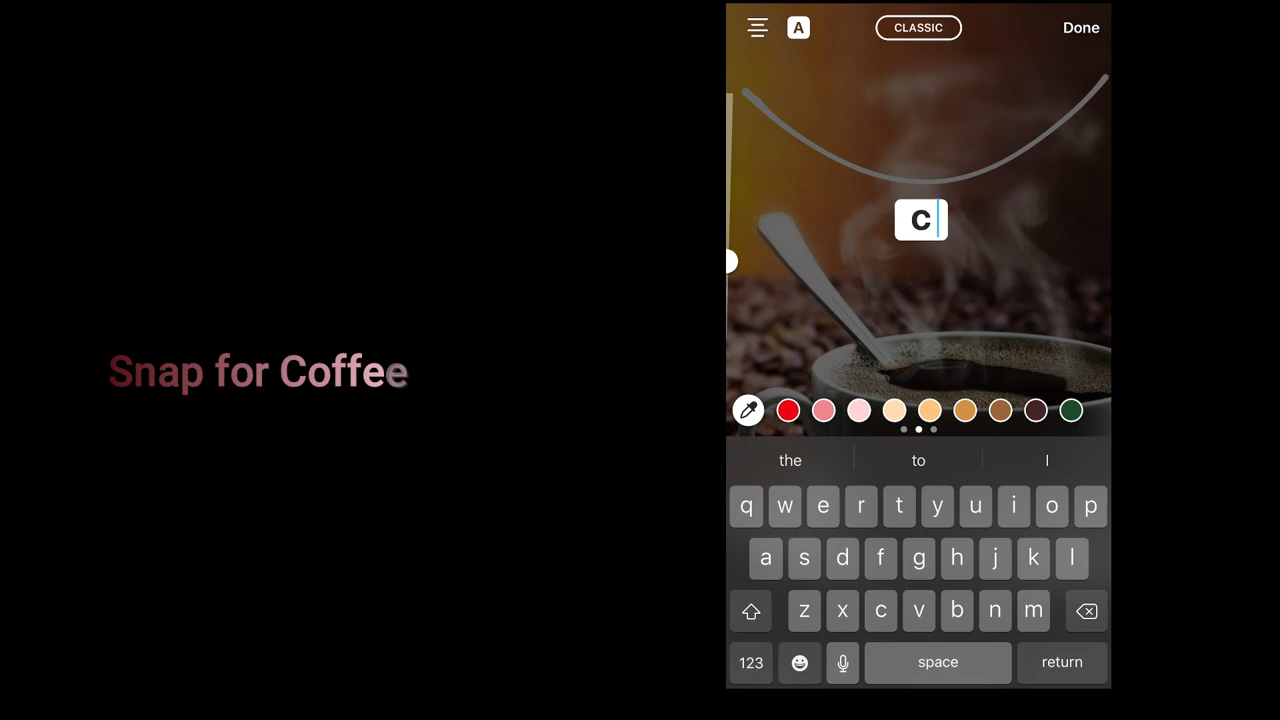 Snap for Coffee
A
CLASSIC
Done
C
the to I
q w e r t y u i o p
a s d f g h j k l
z x c v b n m
123 space return